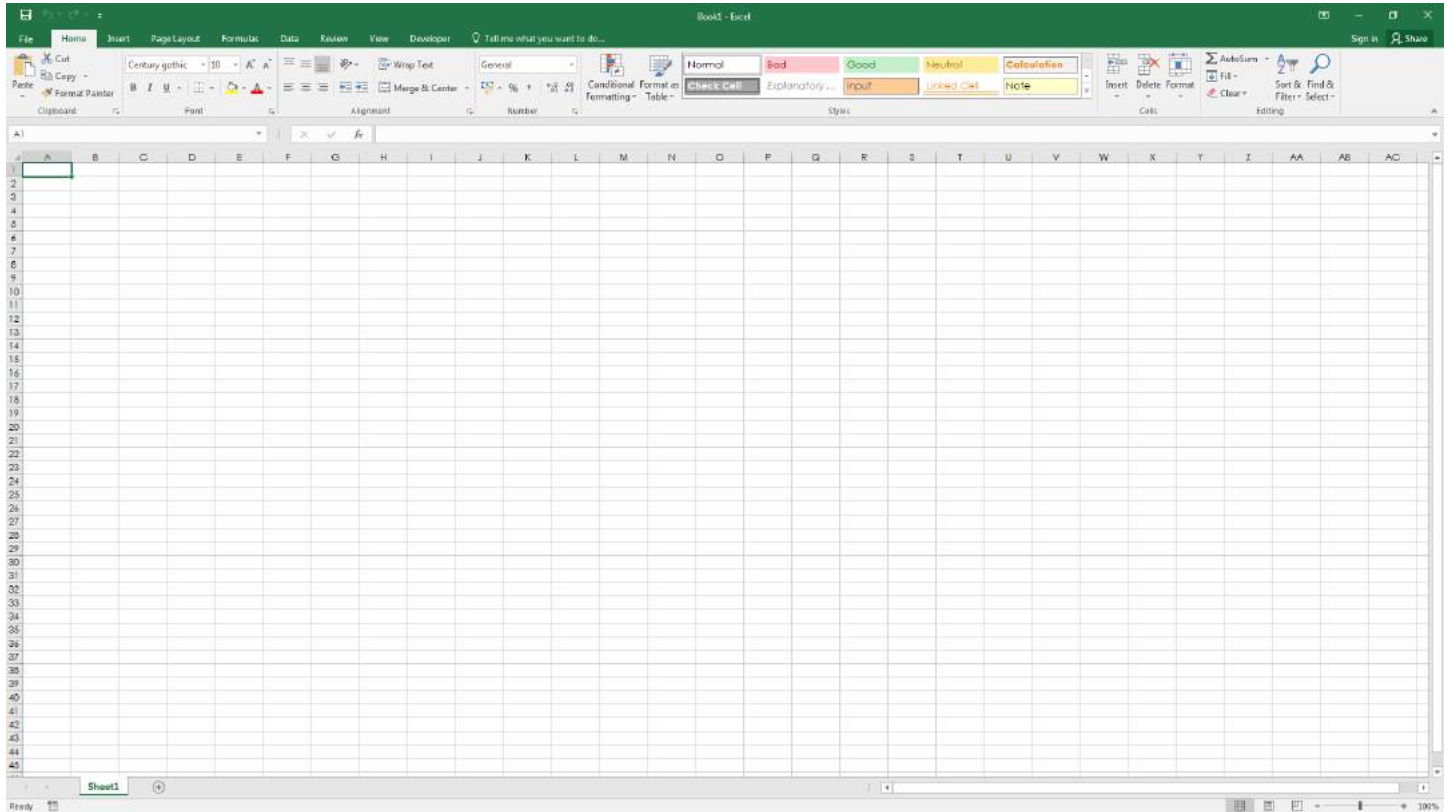 Book1 - Excel
File Home Insert Page Layout Formulas Data Review View Developer Tell me what you want to do... Sign in Share
Cut
Copy
Format Painter
Paste
Clipboard
Century gothic 10
B I U
Font
Wrap Text
Merge & Center
Alignment
General
%
Number
Conditional Formatting
Format as Table
Normal Bad Good Neutral Calculation
Check Cell Explanatory ... Input Linked Cell Note
Styles
Insert Delete Format
Cells
AutoSum
Fill
Clear
Sort & Filter
Find & Select
Editing
A1 fx
A B C D E F G H I J K L M N O P Q R S T U V W X Y Z AA AB AC
1
2
3
4
5
6
7
8
9
10
11
12
13
14
15
16
17
18
19
20
21
22
23
24
25
26
27
28
29
30
31
32
33
34
35
36
37
38
39
40
41
42
43
44
45
Sheet1
Ready 100%